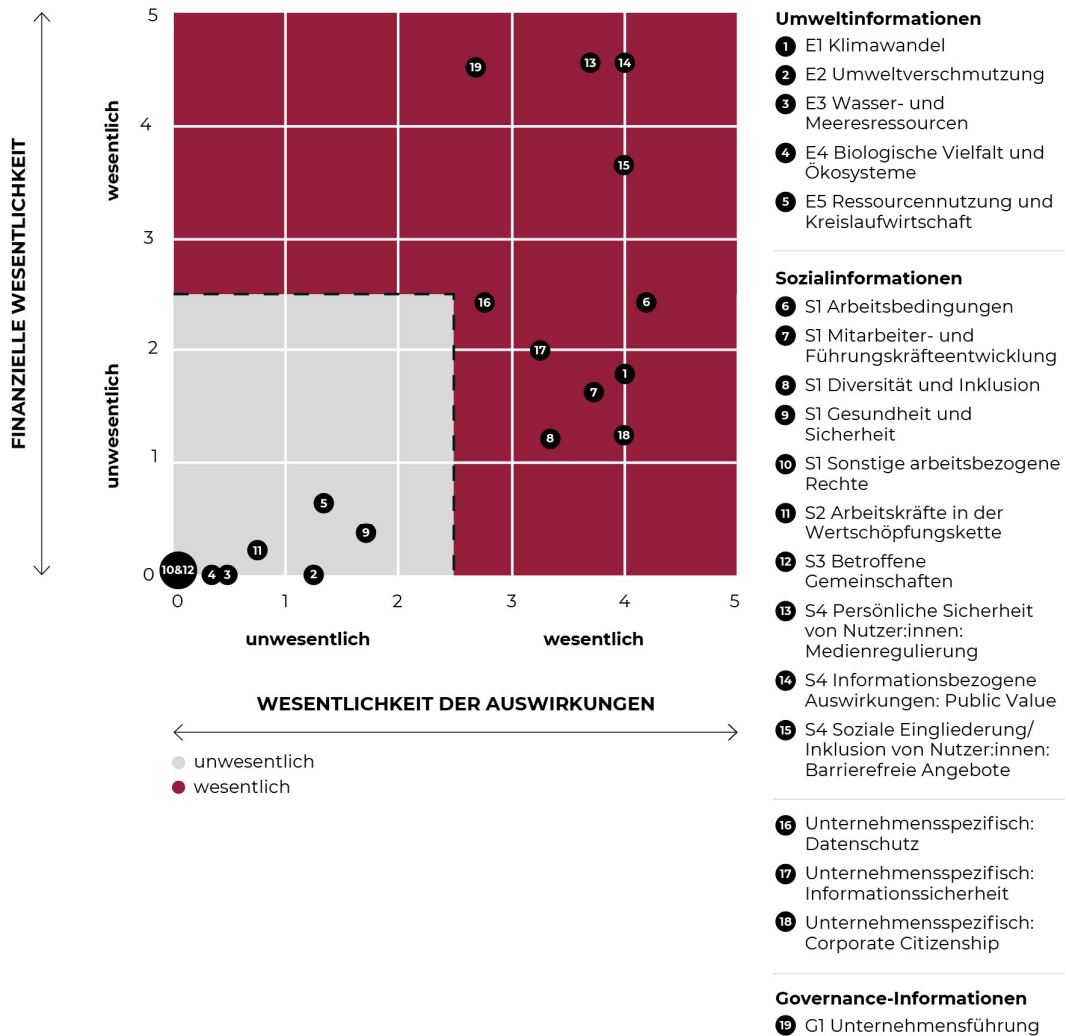 FINANZIELLE WESENTLICHKEIT
wesentlich
unwesentlich
5
4
3
2
1
0
19
13
14
15
16
6
17
1
7
8
18
5
9
11
10&12
4
3
2
0 1 2 3 4 5
unwesentlich wesentlich
WESENTLICHKEIT DER AUSWIRKUNGEN
unwesentlich
wesentlich
Umweltinformationen
1 E1 Klimawandel
2 E2 Umweltverschmutzung
3 E3 Wasser- und
Meeresressourcen
4 E4 Biologische Vielfalt und
Ökosysteme
5 E5 Ressourcennutzung und
Kreislaufwirtschaft
Sozialinformationen
6 S1 Arbeitsbedingungen
7 S1 Mitarbeiter- und
Führungskräfteentwicklung
8 S1 Diversität und Inklusion
9 S1 Gesundheit und
Sicherheit
10 S1 Sonstige arbeitsbezogene
Rechte
11 S2 Arbeitskräfte in der
Wertschöpfungskette
12 S3 Betroffene
Gemeinschaften
13 S4 Persönliche Sicherheit
von Nutzer:innen:
Medienregulierung
14 S4 Informationsbezogene
Auswirkungen: Public Value
15 S4 Soziale Eingliederung/
Inklusion von Nutzer:innen:
Barrierefreie Angebote
16 Unternehmensspezifisch:
Datenschutz
17 Unternehmensspezifisch:
Informationssicherheit
18 Unternehmensspezifisch:
Corporate Citizenship
Governance-Informationen
19 G1 Unternehmensführung